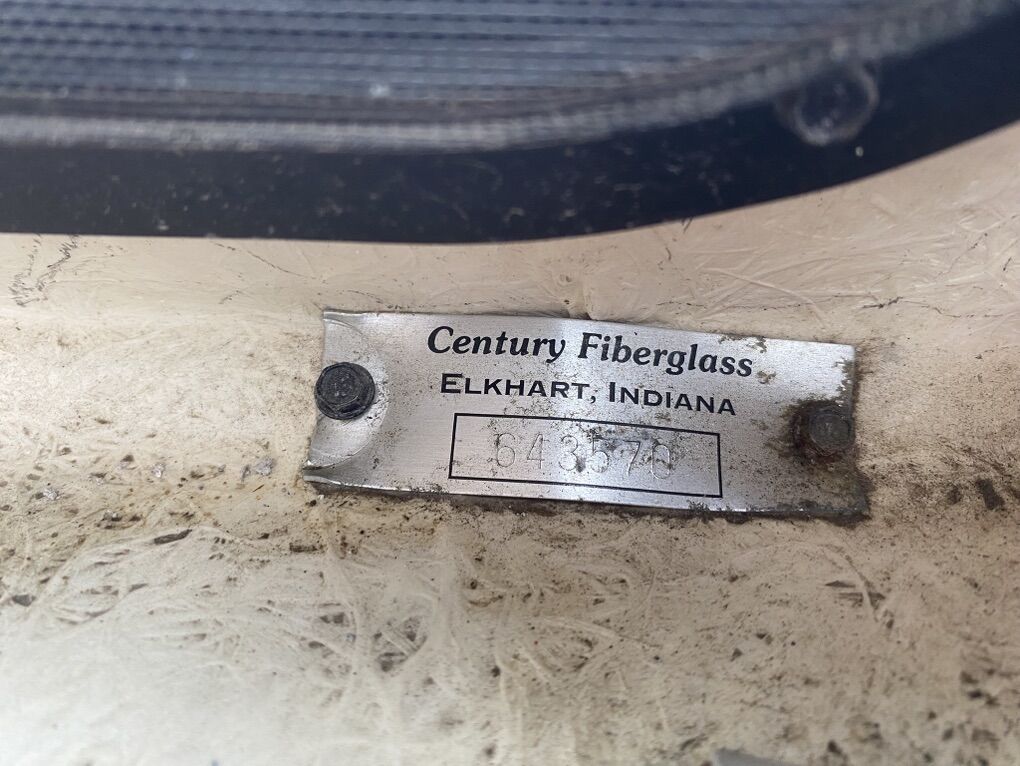 Century Fiberglass
ELKHART, INDIANA
643570